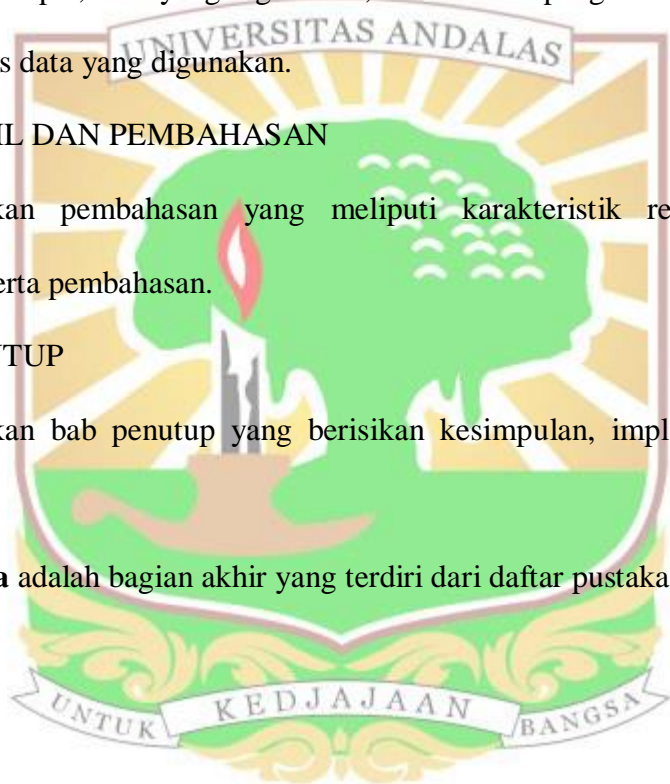 UNIVERSITAS ANDALAS
s data yang digunakan.
IL DAN PEMBAHASAN
kan pembahasan yang meliputi karakteristik re
erta pembahasan.
UTUP
kan bab penutup yang berisikan kesimpulan, impl
a adalah bagian akhir yang terdiri dari daftar pustaka
UNTUK KEDJAJAAN BANGSA